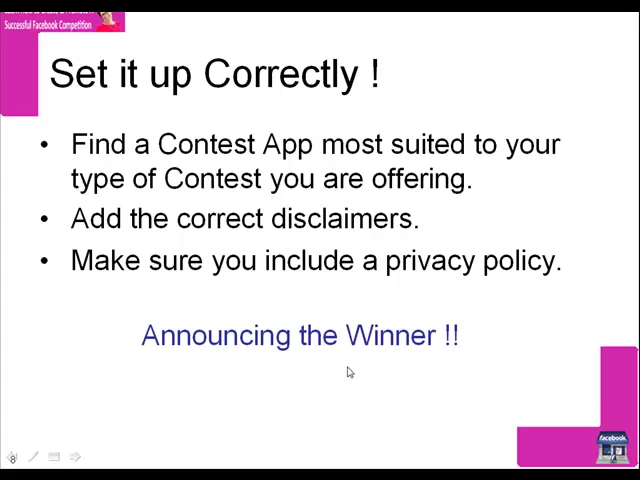 Successful Facebook Competition
Set it up Correctly !
• Find a Contest App most suited to your
type of Contest you are offering.
• Add the correct disclaimers.
• Make sure you include a privacy policy.
Announcing the Winner !!
facebook
8